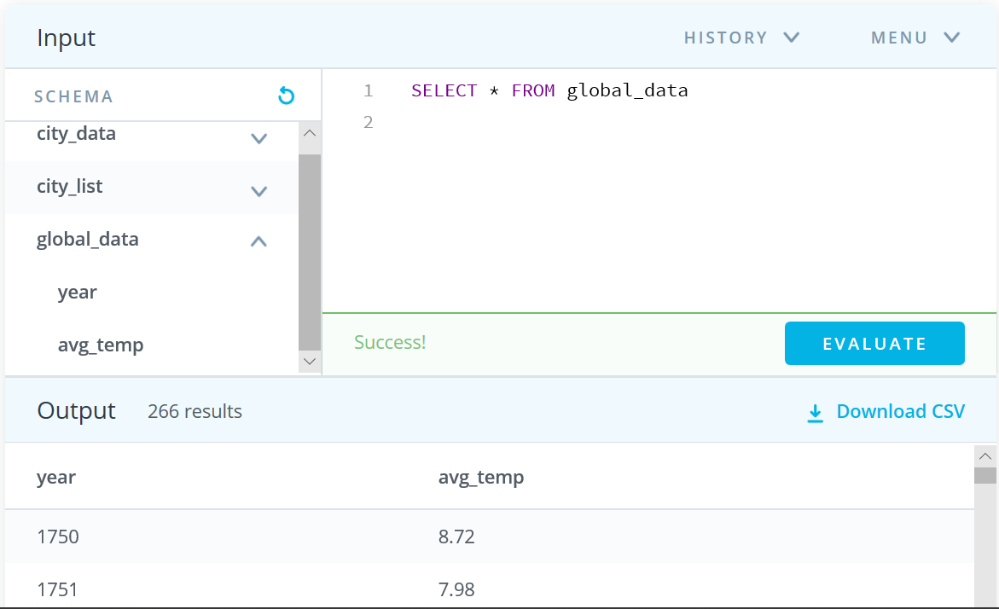 Input
HISTORY
MENU
SCHEMA
city_data
city_list
global_data
year
avg_temp
1 SELECT * FROM global_data
2
Success!
EVALUATE
Output 266 results
Download CSV
year avg_temp
1750 8.72
1751 7.98